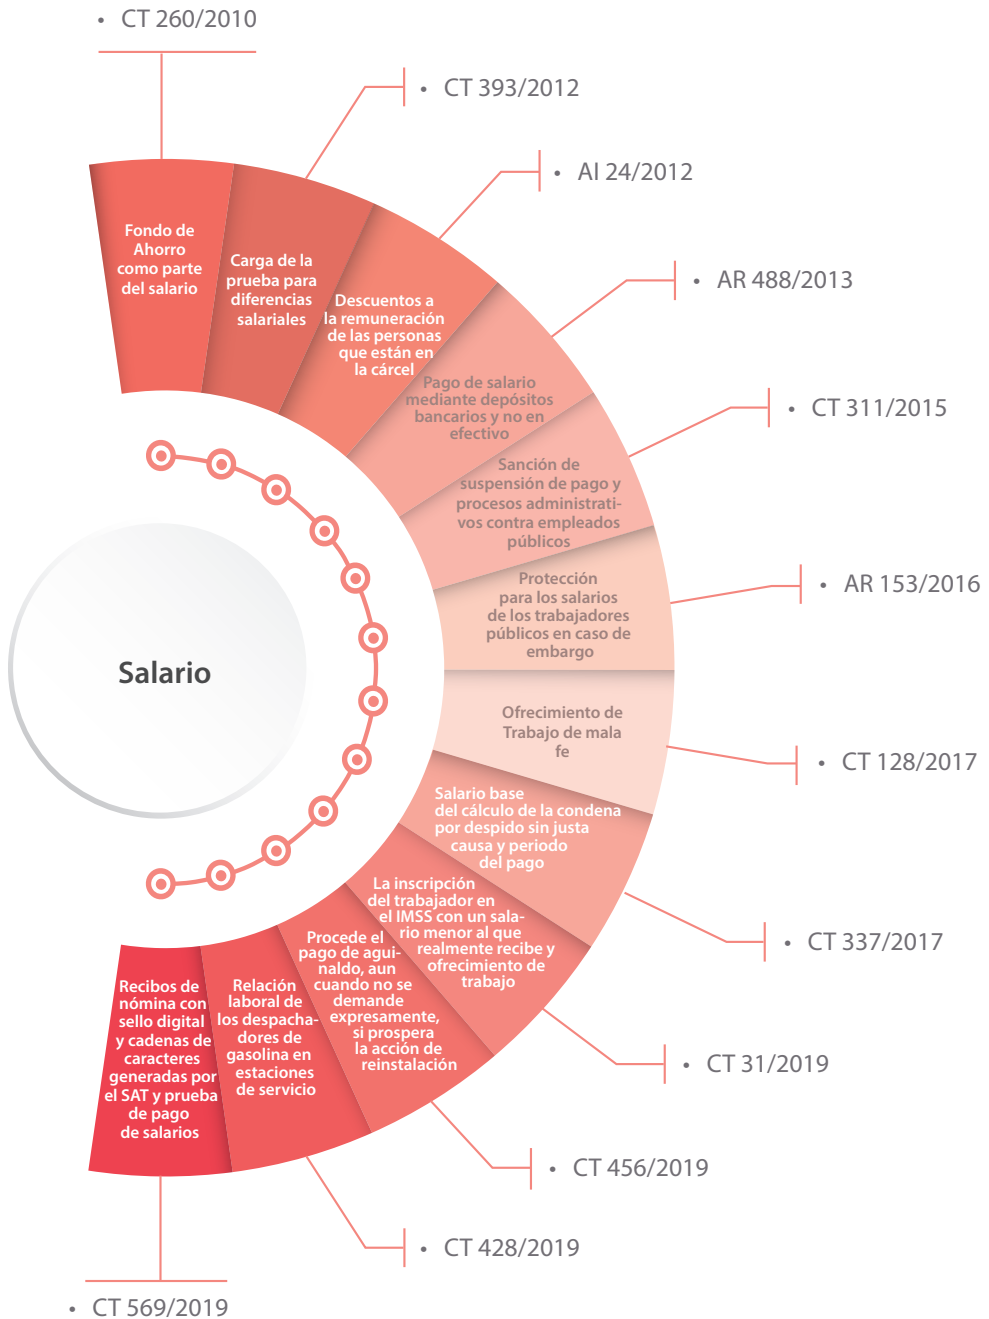 • CT 260/2010
• CT 393/2012
• AI 24/2012
• AR 488/2013
• CT 311/2015
• AR 153/2016
• CT 128/2017
• CT 337/2017
• CT 31/2019
• CT 456/2019
• CT 428/2019
• CT 569/2019
Fondo de
Ahorro
como parte
del salario
Carga de la
prueba para
diferencias
salariales
Descuentos a
la remuneración
de las personas
que están en
la cárcel
Pago de salario
mediante depósitos
bancarios y no en
efectivo
Sanción de
suspensión de pago y
procesos administrati-
vos contra empleados
públicos
Protección
para los salarios
de los trabajadores
públicos en caso de
embargo
Ofrecimiento de
Trabajo de mala
fe
Salario base
del cálculo de la condena
por despido sin justa
causa y periodo
del pago
La inscripción
del trabajador en
el IMSS con un sala-
rio menor al que
realmente recibe y
ofrecimiento de
trabajo
Procede el
pago de agui-
naldo, aun
cuando no se
demande
expresamente,
si prospera
la acción de
reinstalación
Relación
laboral de
los despacha-
dores de
gasolina en
estaciones
de servicio
Recibos de
nómina con
sello digital
y cadenas de
caracteres
generadas por
el SAT y prueba
de pago
de salarios
Salario